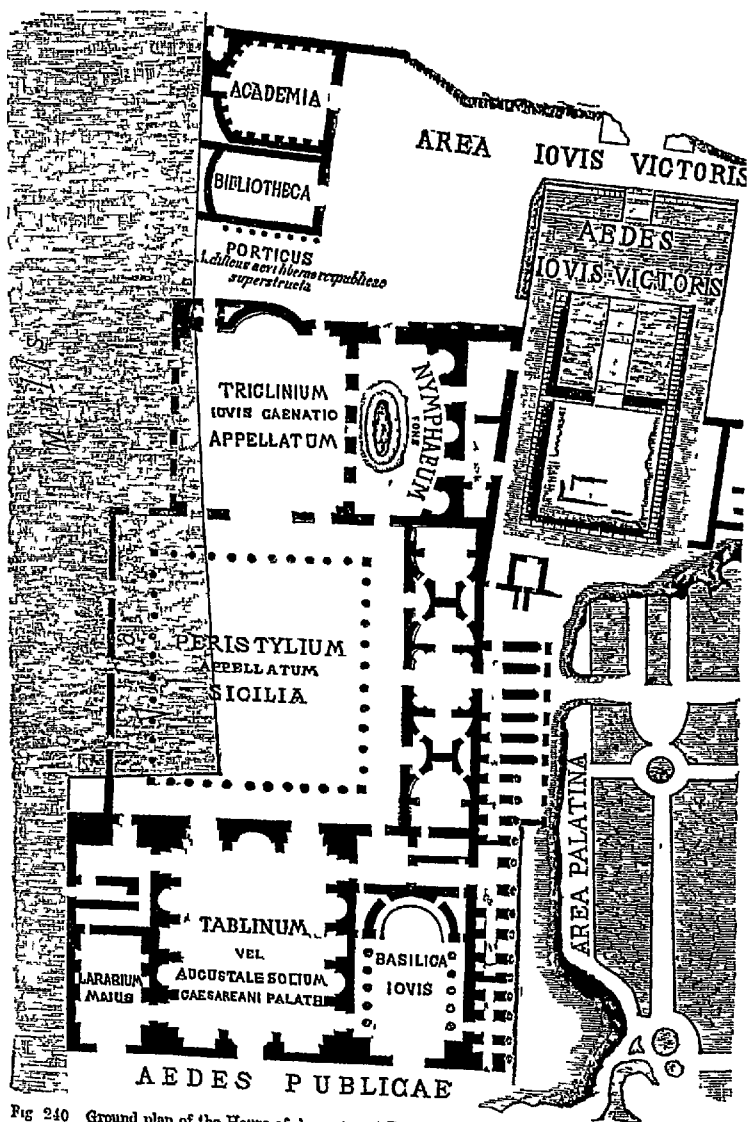 ACADEMIA
AREA IOVIS VICTORIS
BIBLIOTHECA
AEDES
IOVIS VICTORIS
PORTICUS
superstructa
TRICLINIUM
IOVIS CAENATIO
APPELLATUM
NYMPHAEUM
FONS
PERISTYLIUM
APPELLATUM
SICILIA
AREA PALATINA
TABLINUM
VEL
AUGUSTALE SOLIUM
CAESAREANI PALATII
BASILICA
IOVIS
LARARIUM
MAIUS
AEDES PUBLICAE
Fig 240 Ground plan of the House of